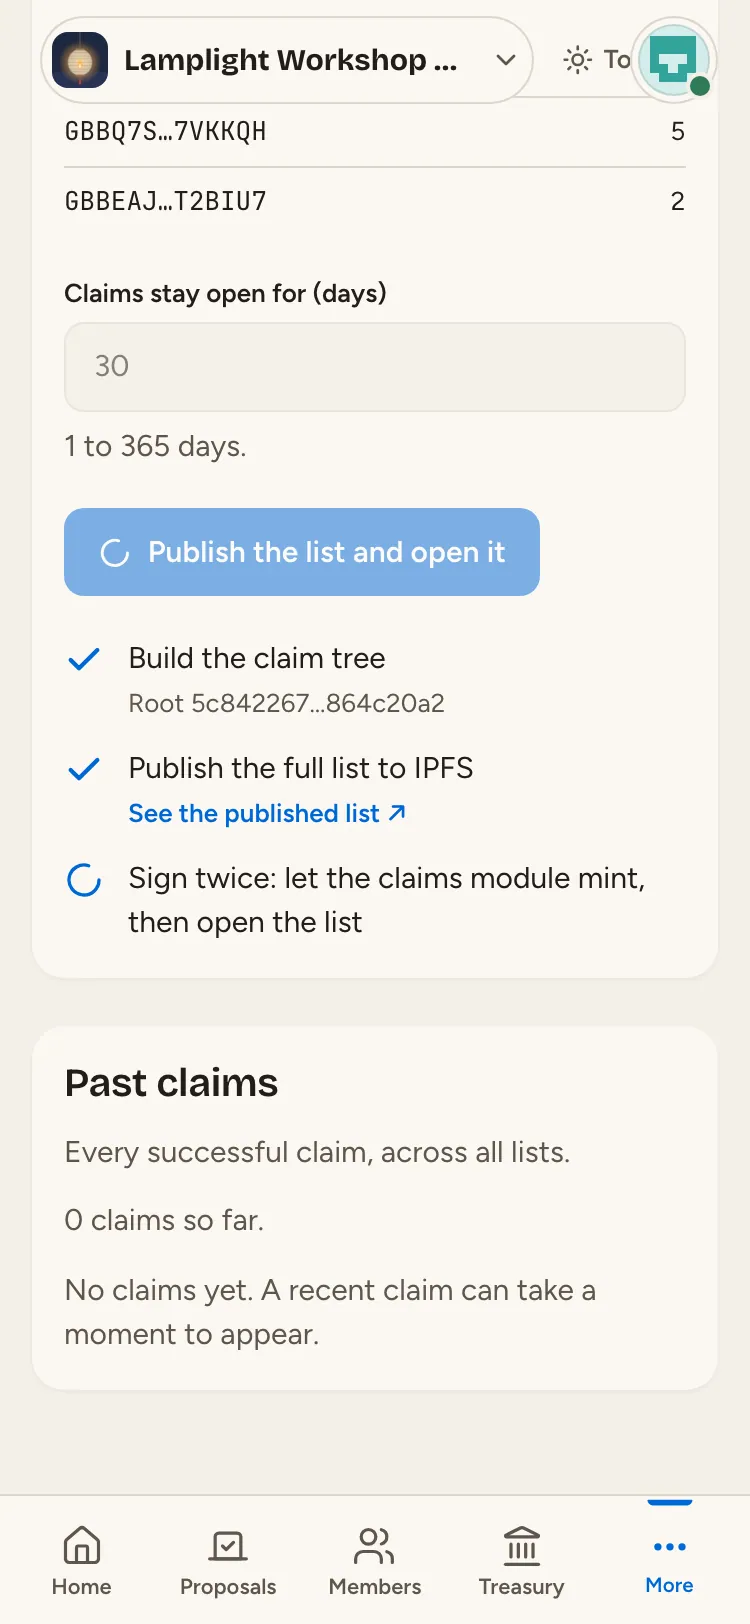 Lamplight Workshop ...
To
GBBQ7S…7VKKQH 5
GBBEAJ…T2BIU7 2
Claims stay open for (days)
30
1 to 365 days.
Publish the list and open it
Build the claim tree
Root 5c842267…864c20a2
Publish the full list to IPFS
See the published list ↗
Sign twice: let the claims module mint,
then open the list
Past claims
Every successful claim, across all lists.
0 claims so far.
No claims yet. A recent claim can take a
moment to appear.
Home Proposals Members Treasury More